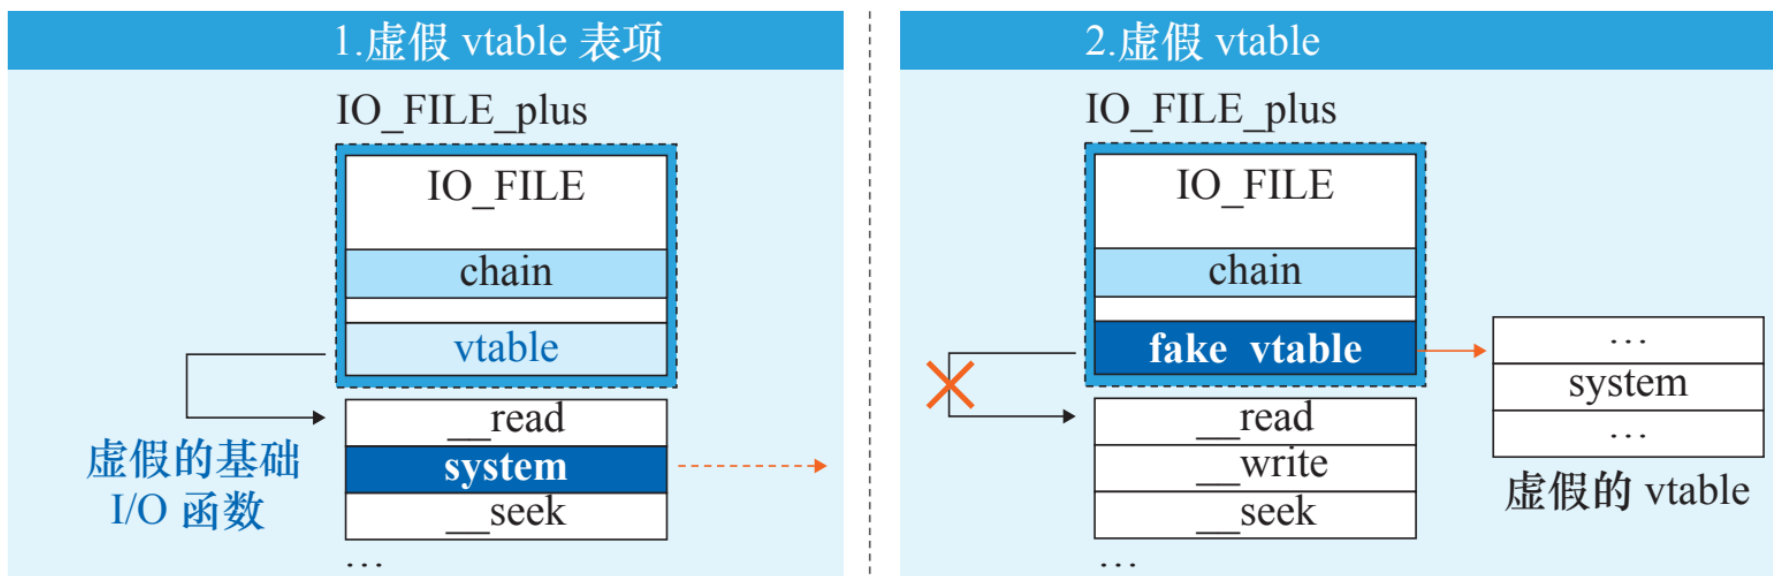 1.虚假 vtable 表项
IO_FILE_plus
IO_FILE
chain
vtable
__read
system
__seek
...
虚假的基础
I/O 函数
2.虚假 vtable
IO_FILE_plus
IO_FILE
chain
fake vtable
__read
__write
__seek
...
...
system
...
虚假的 vtable